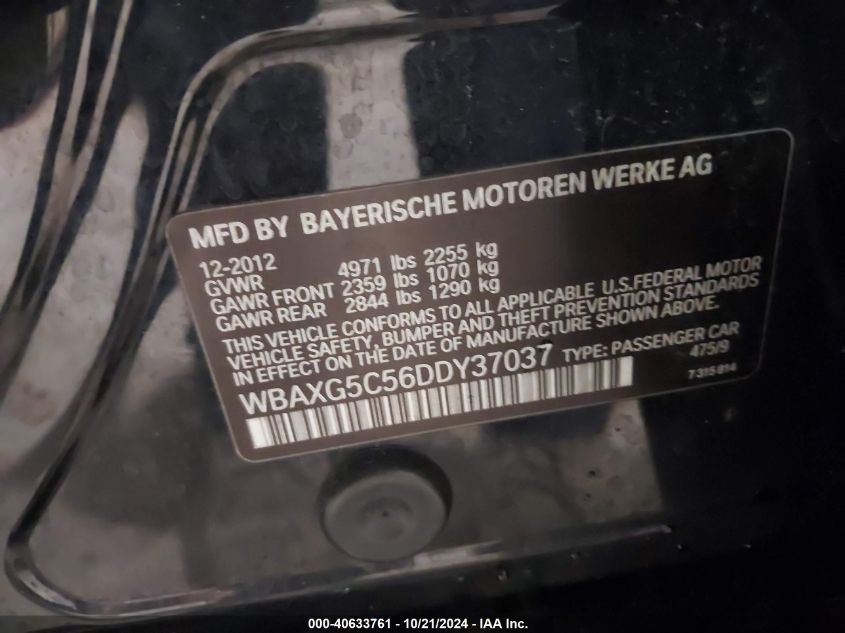 MFD BY BAYERISCHE MOTOREN WERKE AG
12-2012
GVWR 4971 lbs 2255 kg
GAWR FRONT 2359 lbs 1070 kg
GAWR REAR 2844 lbs 1290 kg
THIS VEHICLE CONFORMS TO ALL APPLICABLE U.S.FEDERAL MOTOR
VEHICLE SAFETY, BUMPER AND THEFT PREVENTION STANDARDS
IN EFFECT ON THE DATE OF MANUFACTURE SHOWN ABOVE.
WBAXG5C56DDY37037 TYPE: PASSENGER CAR
475/9
7 315 814
000-40633761 - 10/21/2024 - IAA Inc.